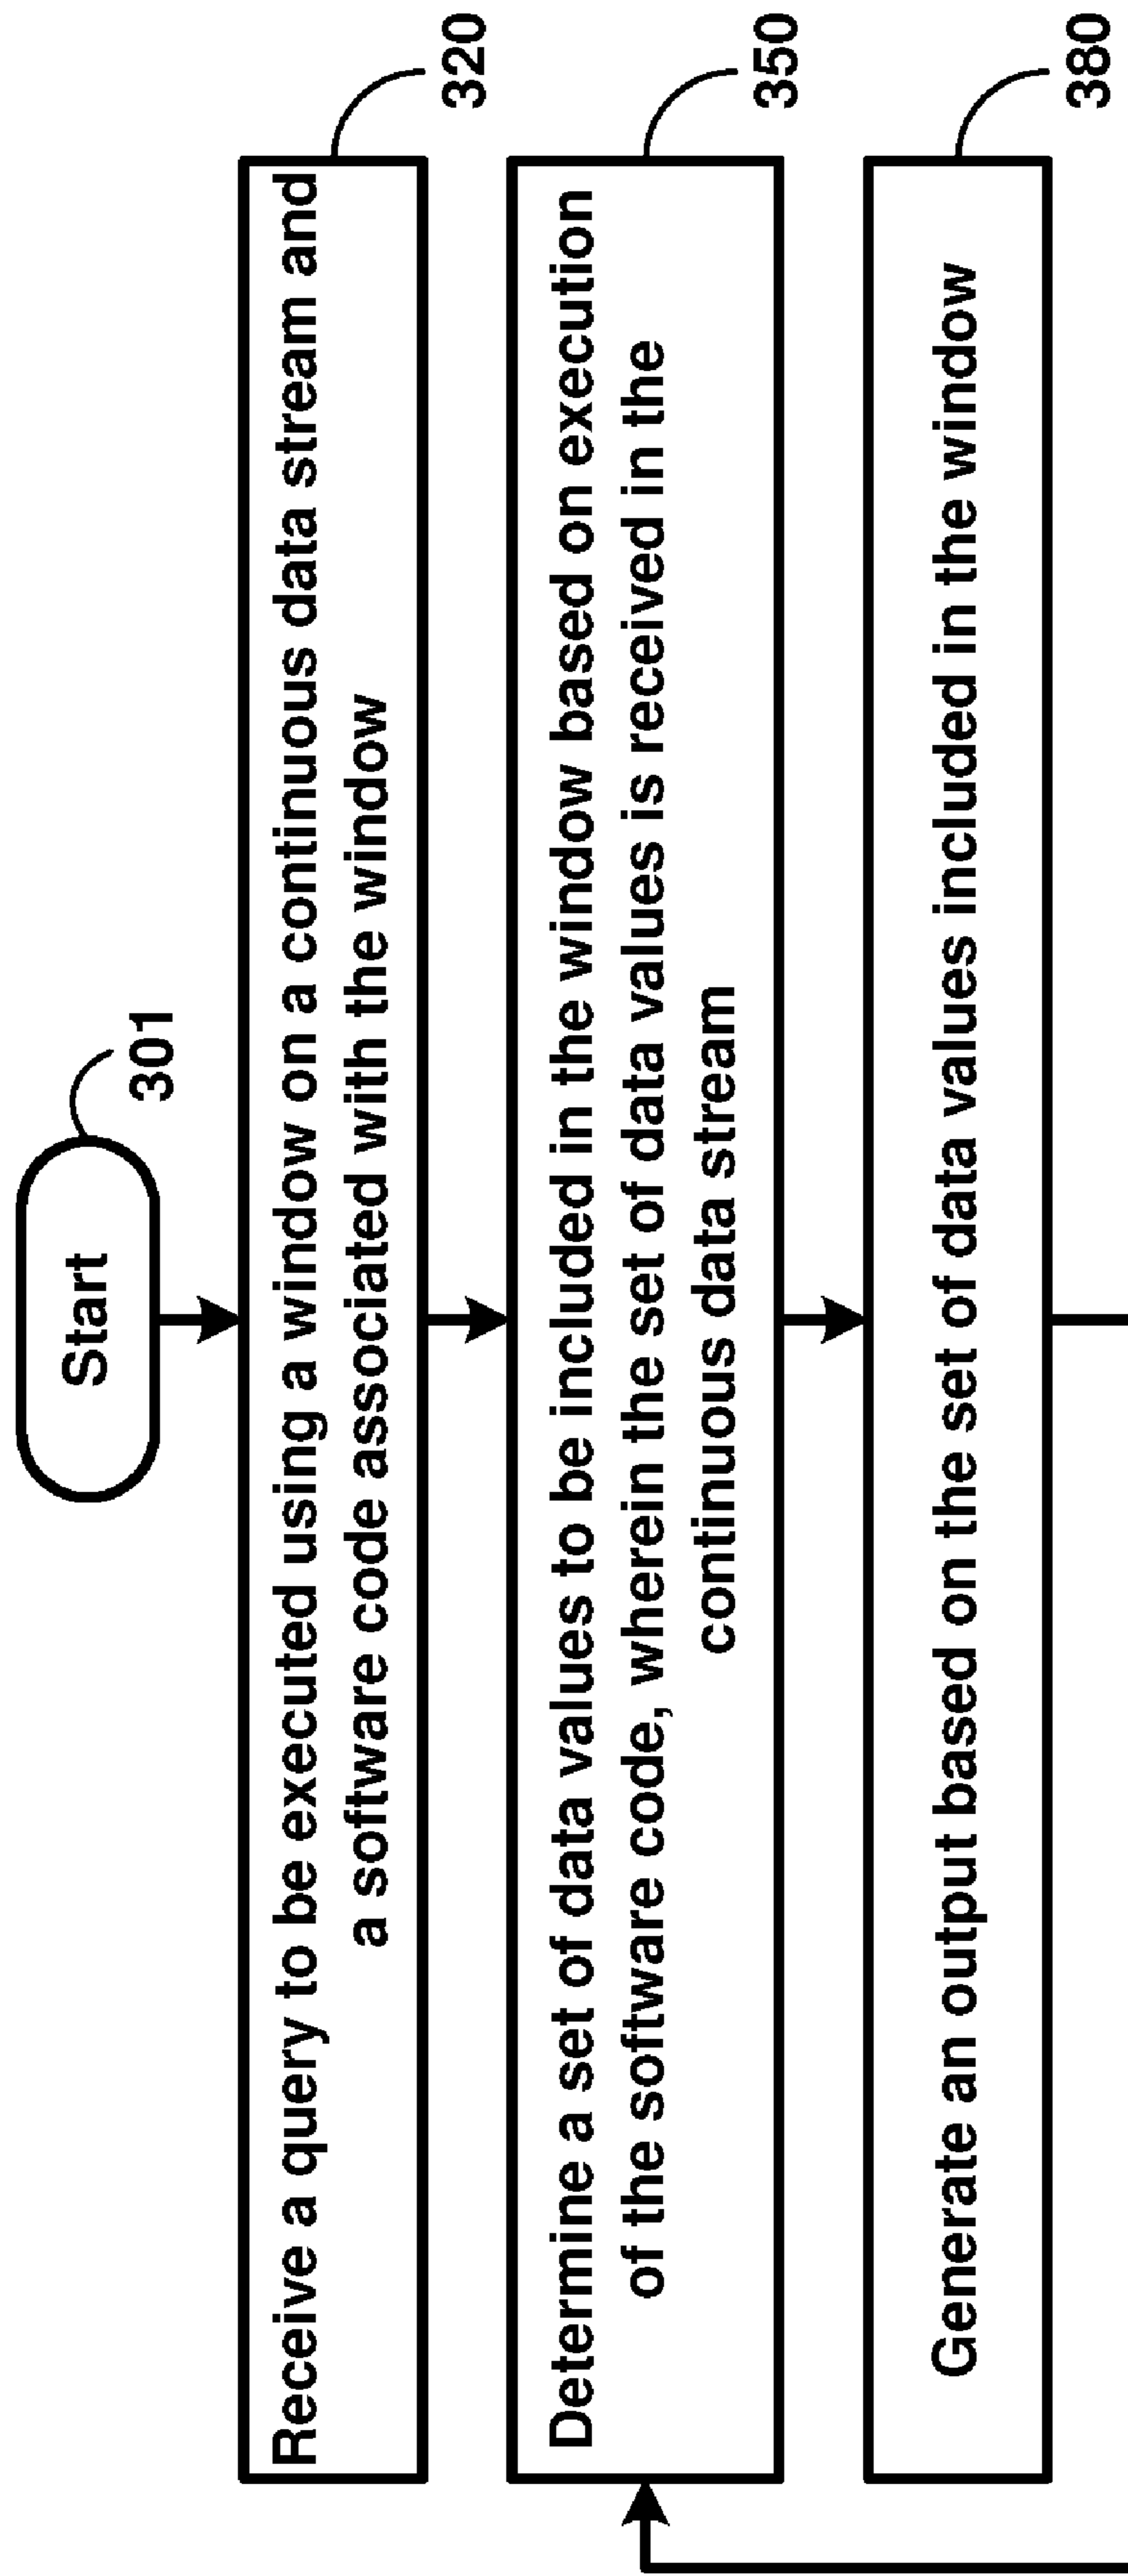 Start
301
Receive a query to be executed using a window on a continuous data stream and
a software code associated with the window
320
Determine a set of data values to be included in the window based on execution
of the software code, wherein the set of data values is received in the
continuous data stream
350
Generate an output based on the set of data values included in the window
380